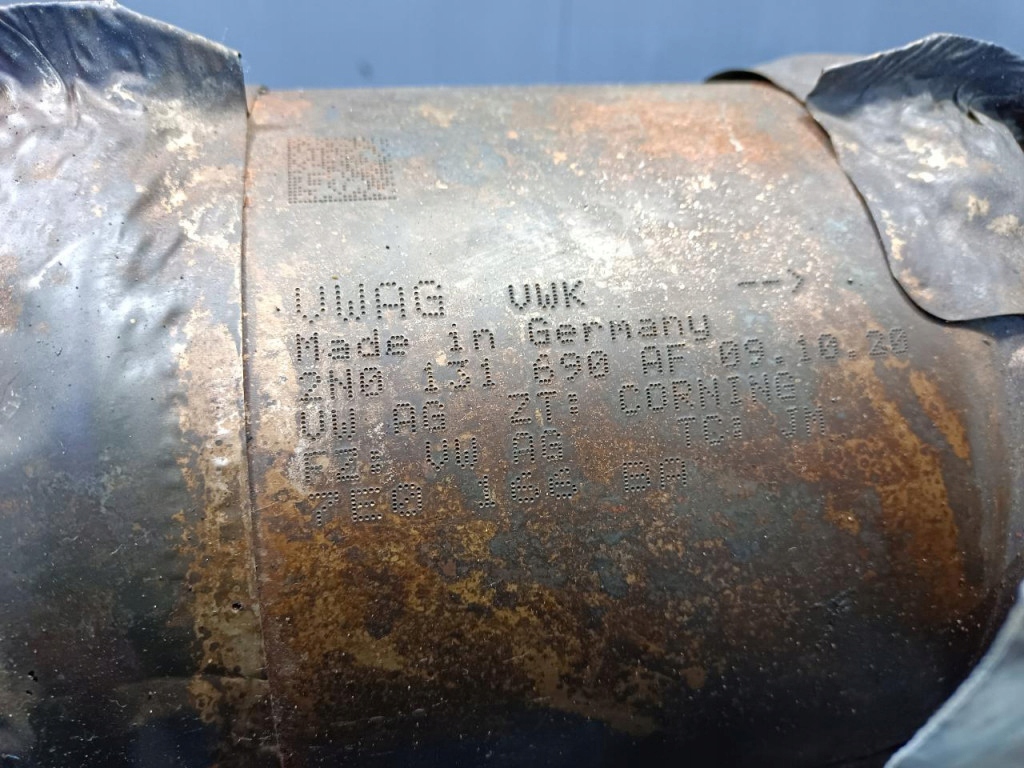 VWAG VWK -->
Made in Germany
2N0 131 690 AF 09.10.20
VW AG ZT: CORNING
FZ: VW AG TC: JM
7E0 166 BA